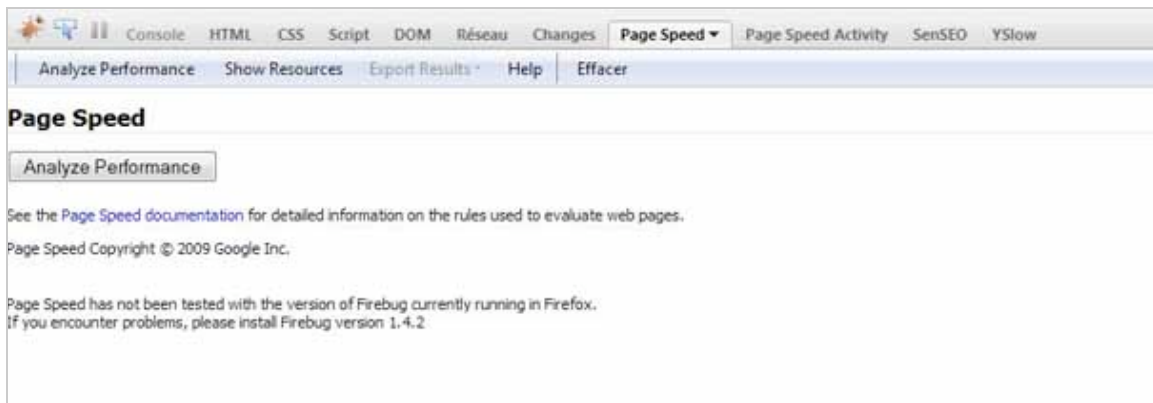 Console HTML CSS Script DOM Réseau Changes Page Speed Page Speed Activity SenSEO YSlow
Analyze Performance Show Resources Export Results Help Effacer
Page Speed
Analyze Performance
See the Page Speed documentation for detailed information on the rules used to evaluate web pages.
Page Speed Copyright © 2009 Google Inc.
Page Speed has not been tested with the version of Firebug currently running in Firefox.
If you encounter problems, please install Firebug version 1.4.2